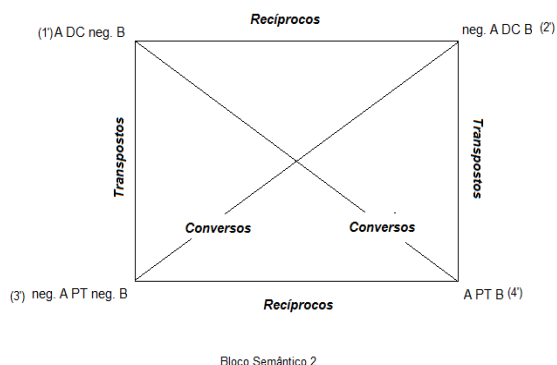 Recíprocos
(1') A DC neg. B
neg. A DC B (2')
Transpostos
Transpostos
Conversos
Conversos
(3') neg. A PT neg. B
A PT B (4')
Recíprocos
Bloco Semântico 2